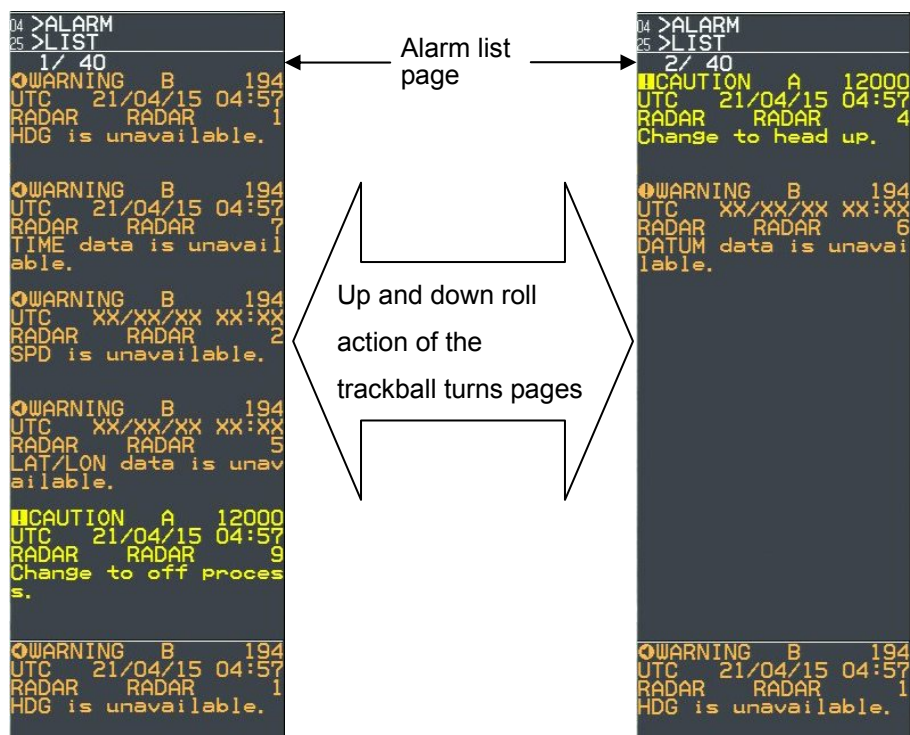 04 >ALARM
25 >LIST
1/ 40
WARNING B 194
UTC 21/04/15 04:57
RADAR RADAR 1
HDG is unavailable.
WARNING B 194
UTC 21/04/15 04:57
RADAR RADAR 7
TIME data is unavail
able.
WARNING B 194
UTC XX/XX/XX XX:XX
RADAR RADAR 2
SPD is unavailable.
WARNING B 194
UTC XX/XX/XX XX:XX
RADAR RADAR 5
LAT/LON data is unav
ailable.
!CAUTION A 12000
UTC 21/04/15 04:57
RADAR RADAR 9
Change to off proces
s.
WARNING B 194
UTC 21/04/15 04:57
RADAR RADAR 1
HDG is unavailable.
Alarm list
page
Up and down roll
action of the
trackball turns pages
04 >ALARM
25 >LIST
2/ 40
!CAUTION A 12000
UTC 21/04/15 04:57
RADAR RADAR 4
Change to head up.
!WARNING B 194
UTC XX/XX/XX XX:XX
RADAR RADAR 6
DATUM data is unavai
lable.
WARNING B 194
UTC 21/04/15 04:57
RADAR RADAR 1
HDG is unavailable.